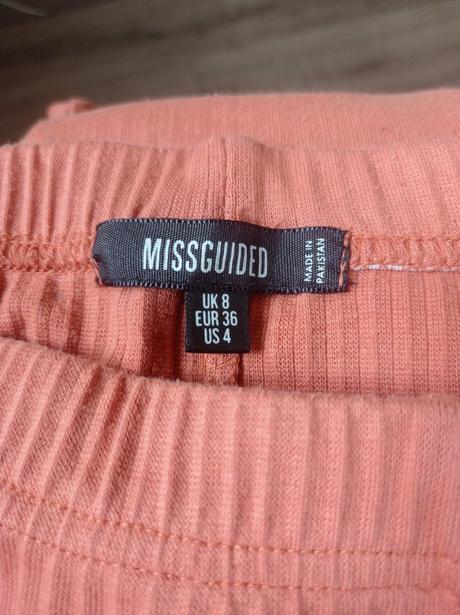 MISSGUIDED
MADE IN
PAKISTAN
UK 8
EUR 36
US 4